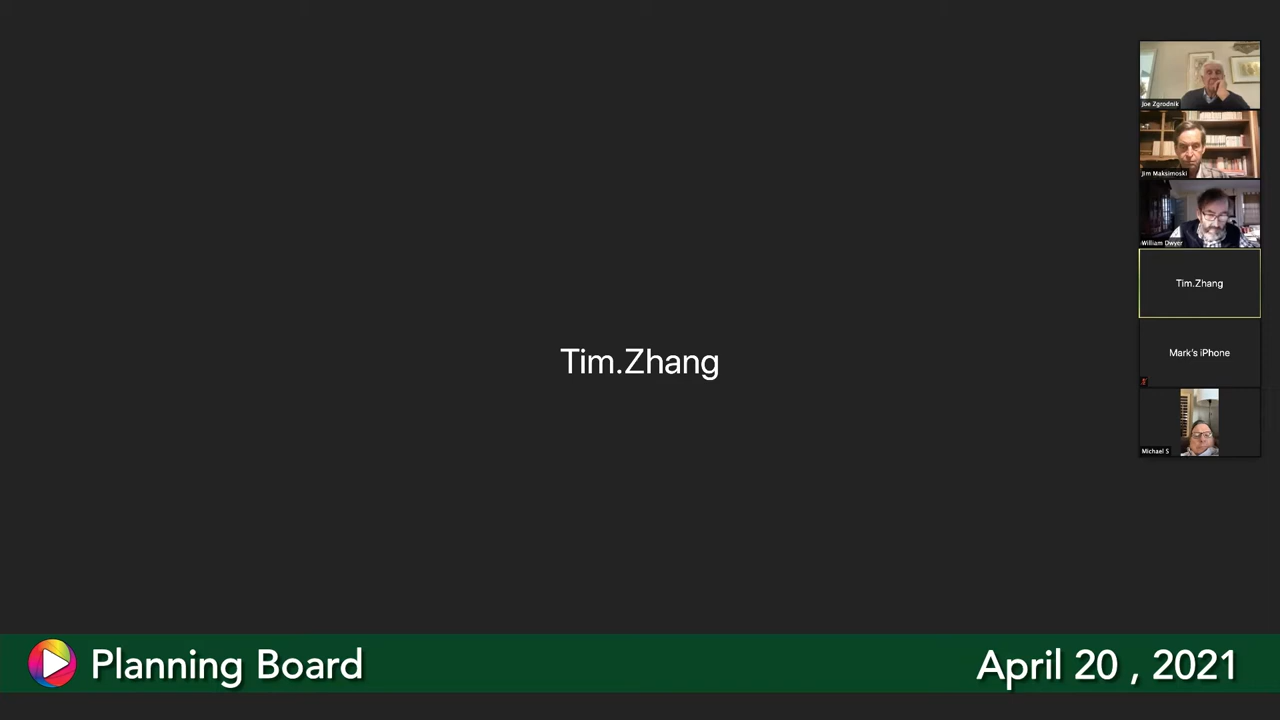 Joe Zgrodnik
Jim Maksimoski
William Dwyer
Tim.Zhang
Mark's iPhone
Michael S
Tim.Zhang
Planning Board
April 20 , 2021